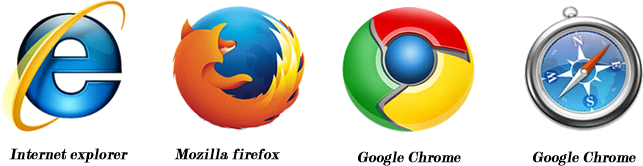 N
E
S
W
Internet explorer
Mozilla firefox
Google Chrome
Google Chrome